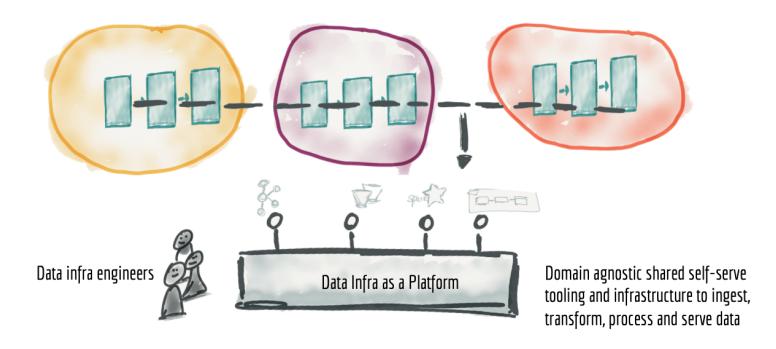 Spark
Data infra engineers
Data Infra as a Platform
Domain agnostic shared self-serve
tooling and infrastructure to ingest,
transform, process and serve data